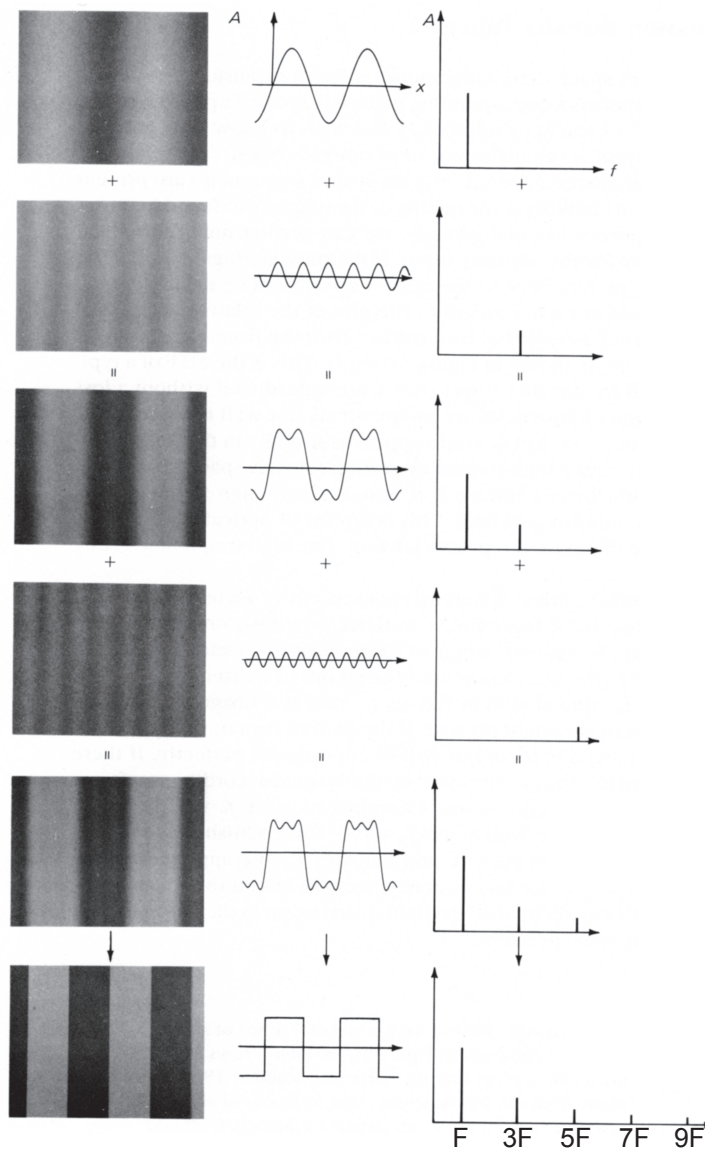 A
A
x
f
+
+
+
=
=
=
+
+
+
=
=
=
F
3F
5F
7F
9F